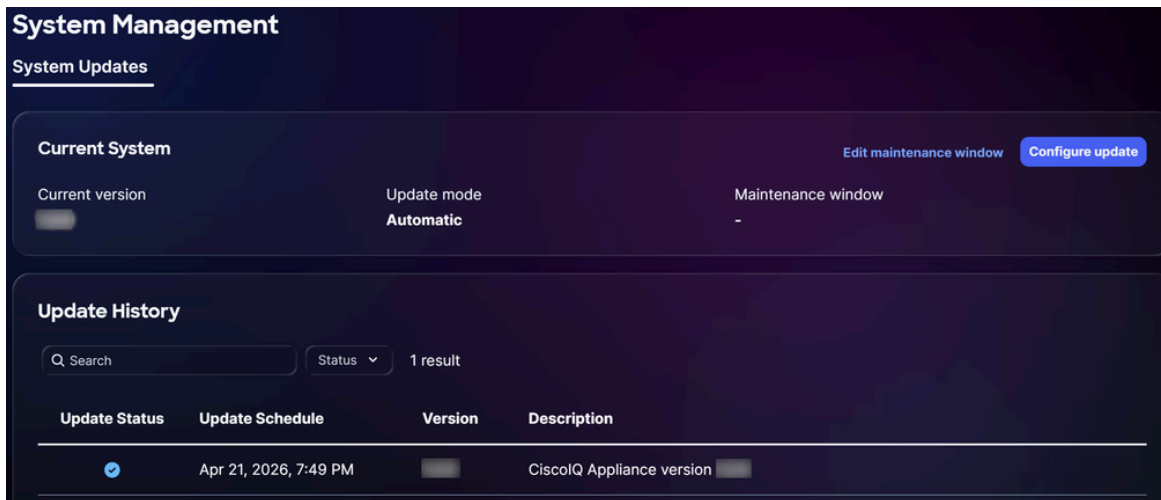 System Management
System Updates
Current System
Edit maintenance window Configure update
Current version Update mode Maintenance window
Automatic -
Update History
Search Status 1 result
Update Status Update Schedule Version Description
Apr 21, 2026, 7:49 PM CiscoIQ Appliance version